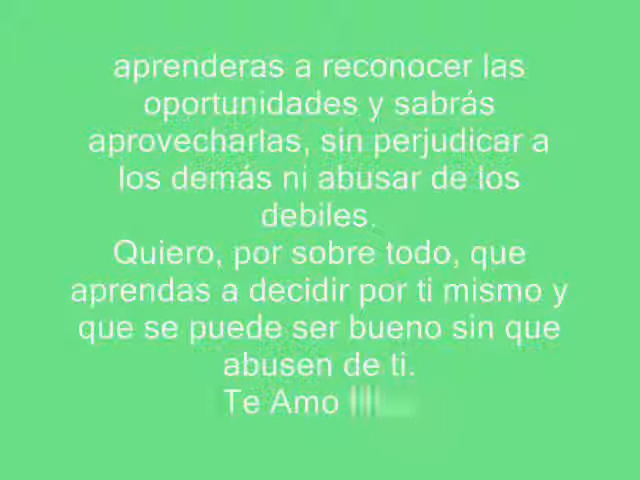 aprenderas a reconocer las
oportunidades y sabrás
aprovecharlas, sin perjudicar a
los demás ni abusar de los
debiles.
Quiero, por sobre todo, que
aprendas a decidir por ti mismo y
que se puede ser bueno sin que
abusen de ti.
Te Amo